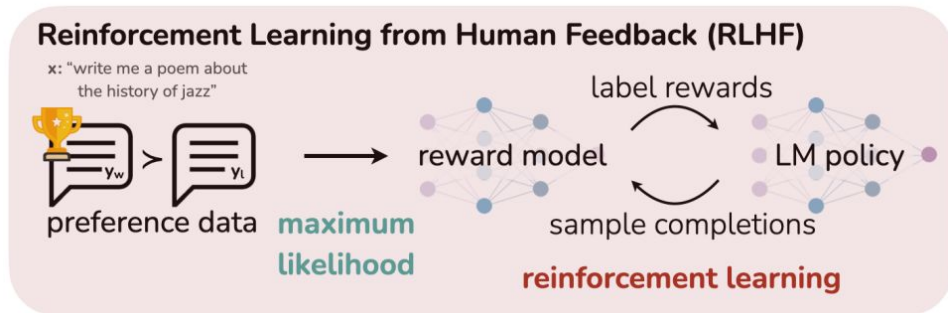 Reinforcement Learning from Human Feedback (RLHF)
x: “write me a poem about
the history of jazz”
label rewards
yw
≻
yl
reward model
LM policy
preference data
maximum
likelihood
sample completions
reinforcement learning